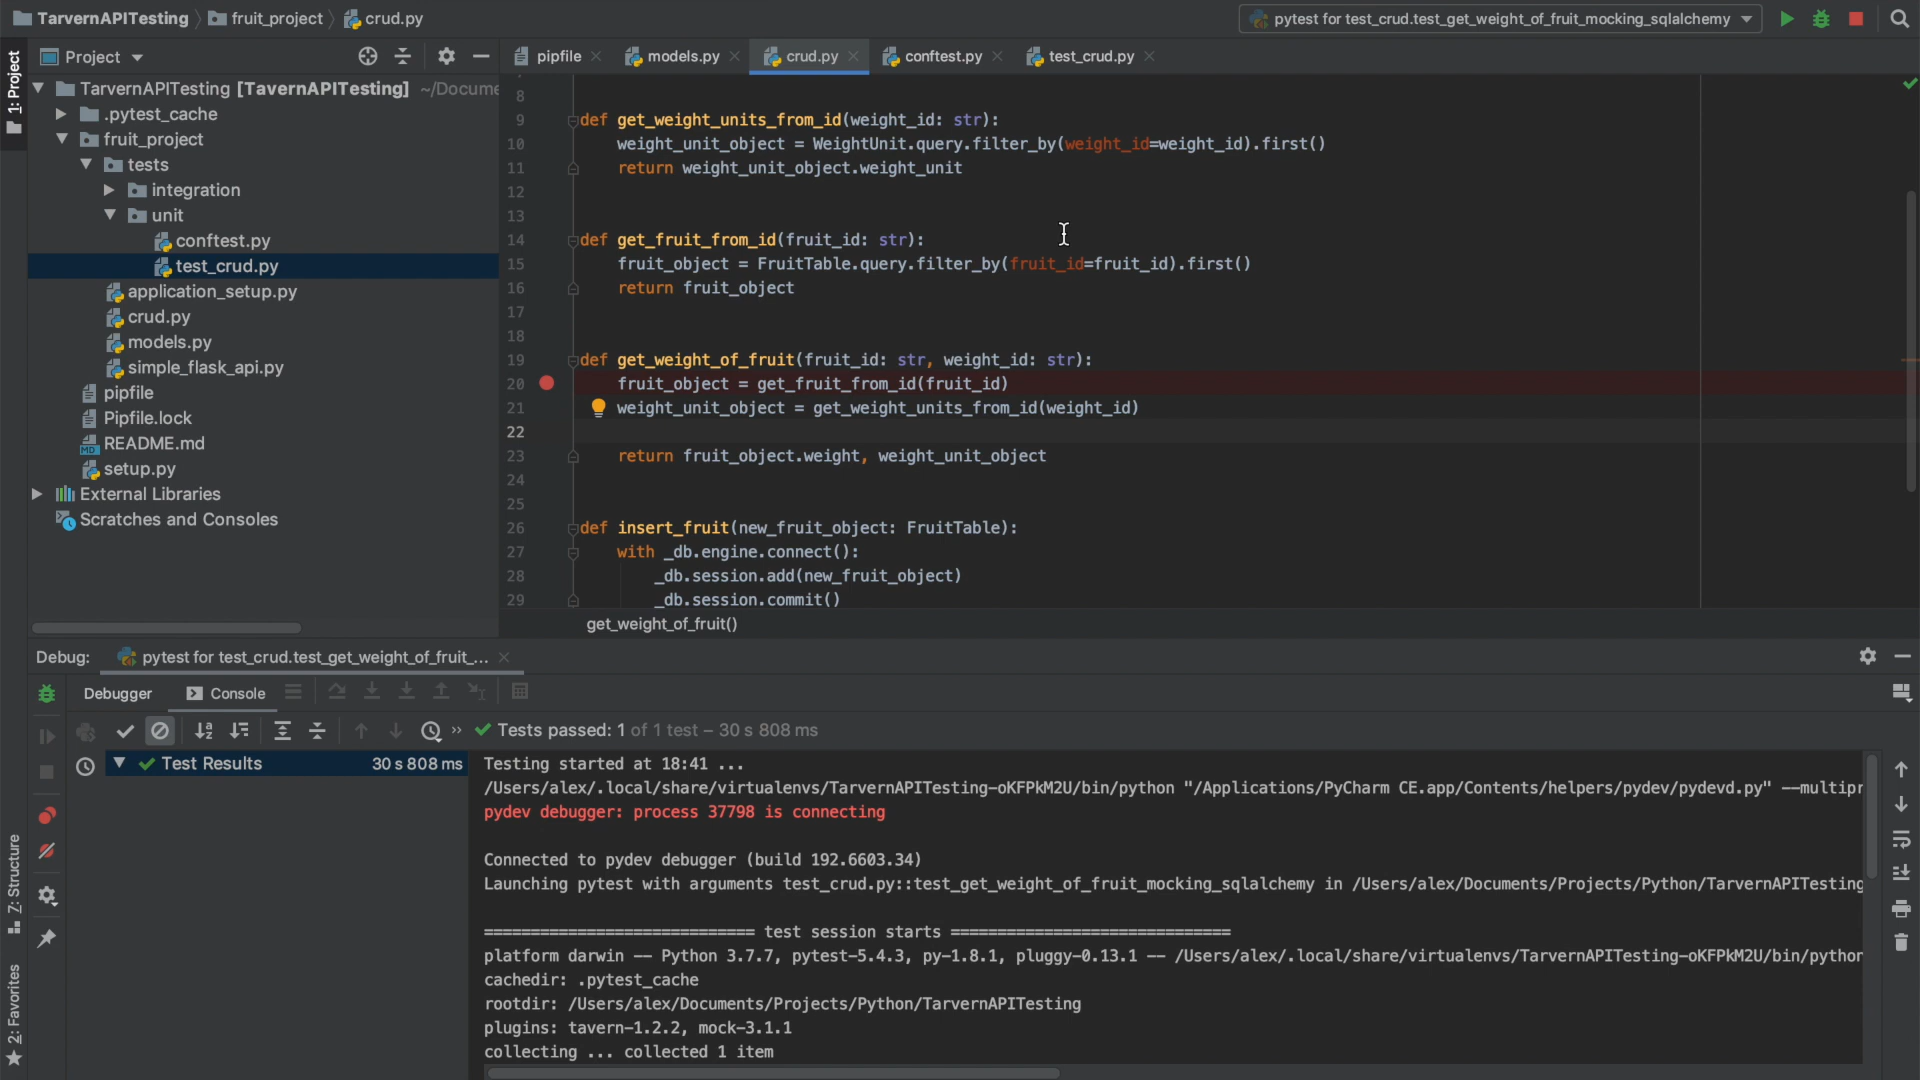 TarvernAPITesting fruit_project crud.py
pytest for test_crud.test_get_weight_of_fruit_mocking_sqlalchemy
1: Project
Project
pipfile models.py crud.py conftest.py test_crud.py
TarvernAPITesting [TavernAPITesting] ~/Docume
.pytest_cache
fruit_project
tests
integration
unit
conftest.py
test_crud.py
application_setup.py
crud.py
models.py
simple_flask_api.py
pipfile
Pipfile.lock
README.md
setup.py
External Libraries
Scratches and Consoles
8
9 def get_weight_units_from_id(weight_id: str):
10 weight_unit_object = WeightUnit.query.filter_by(weight_id=weight_id).first()
11 return weight_unit_object.weight_unit
12
13
14 def get_fruit_from_id(fruit_id: str):
15 fruit_object = FruitTable.query.filter_by(fruit_id=fruit_id).first()
16 return fruit_object
17
18
19 def get_weight_of_fruit(fruit_id: str, weight_id: str):
20 fruit_object = get_fruit_from_id(fruit_id)
21 weight_unit_object = get_weight_units_from_id(weight_id)
22
23 return fruit_object.weight, weight_unit_object
24
25
26 def insert_fruit(new_fruit_object: FruitTable):
27 with _db.engine.connect():
28 _db.session.add(new_fruit_object)
29 _db.session.commit()
get_weight_of_fruit()
Debug: pytest for test_crud.test_get_weight_of_fruit_...
Debugger Console
Tests passed: 1 of 1 test – 30 s 808 ms
Test Results 30 s 808 ms
Testing started at 18:41 ...
/Users/alex/.local/share/virtualenvs/TarvernAPITesting-oKFPkM2U/bin/python "/Applications/PyCharm CE.app/Contents/helpers/pydev/pydevd.py" --multipr
pydev debugger: process 37798 is connecting
Connected to pydev debugger (build 192.6603.34)
Launching pytest with arguments test_crud.py::test_get_weight_of_fruit_mocking_sqlalchemy in /Users/alex/Documents/Projects/Python/TarvernAPITesting
============================= test session starts ==============================
platform darwin -- Python 3.7.7, pytest-5.4.3, py-1.8.1, pluggy-0.13.1 -- /Users/alex/.local/share/virtualenvs/TarvernAPITesting-oKFPkM2U/bin/python
cachedir: .pytest_cache
rootdir: /Users/alex/Documents/Projects/Python/TarvernAPITesting
plugins: tavern-1.2.2, mock-3.1.1
collecting ... collected 1 item
Z: Structure
2: Favorites